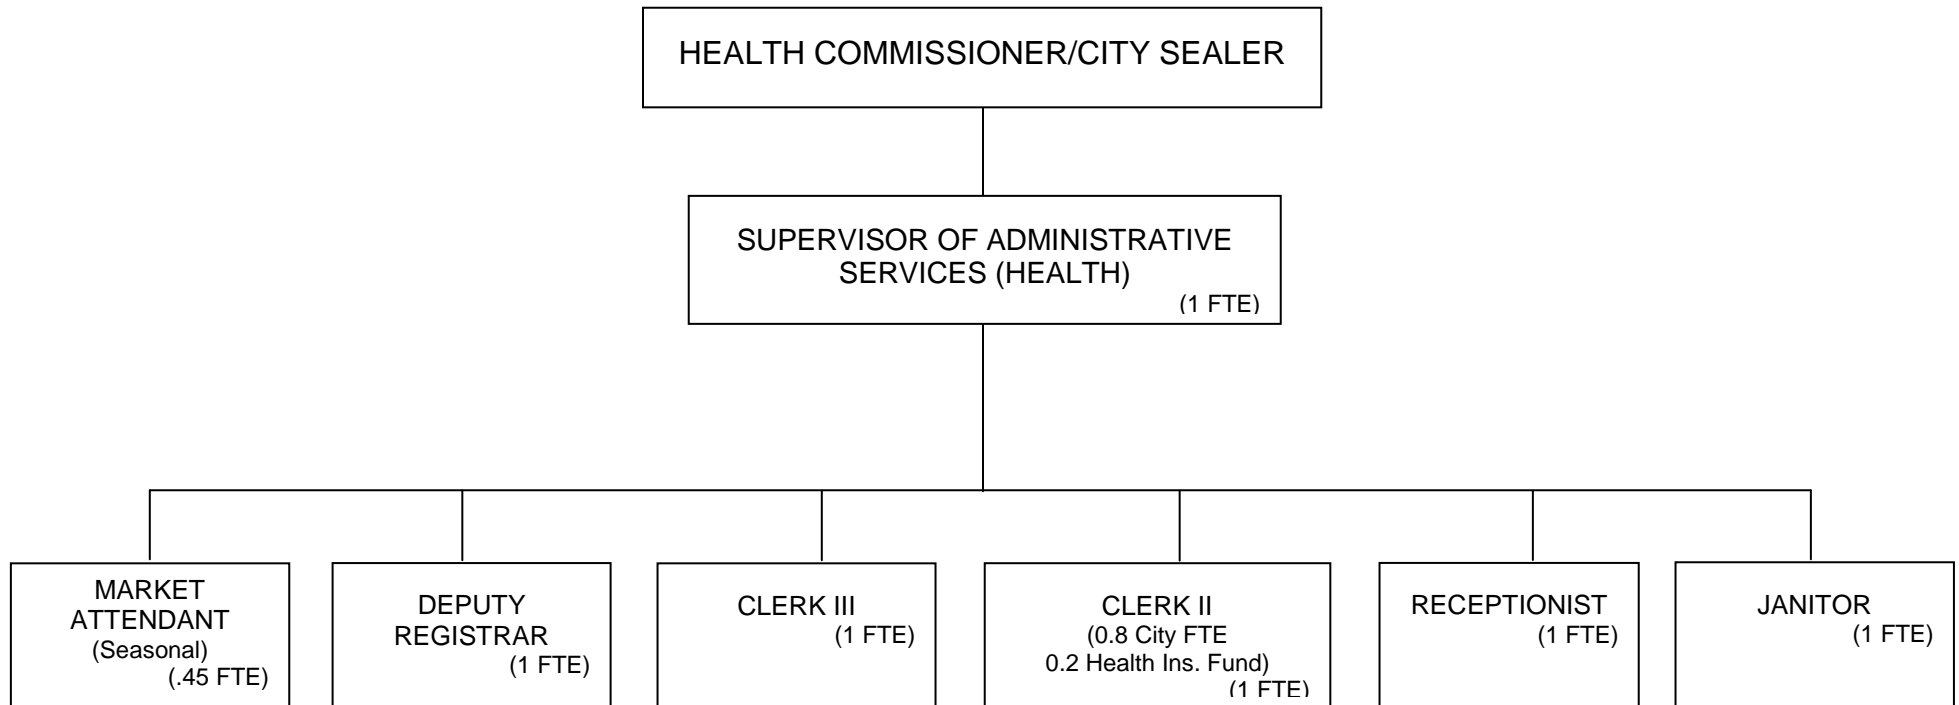 HEALTH COMMISSIONER/CITY SEALER
SUPERVISOR OF ADMINISTRATIVE
SERVICES (HEALTH)
(1 FTE)
MARKET
ATTENDANT
(Seasonal)
(.45 FTE)
DEPUTY
REGISTRAR
(1 FTE)
CLERK III
(1 FTE)
CLERK II
(0.8 City FTE
0.2 Health Ins. Fund)
(1 FTE)
RECEPTIONIST
(1 FTE)
JANITOR
(1 FTE)